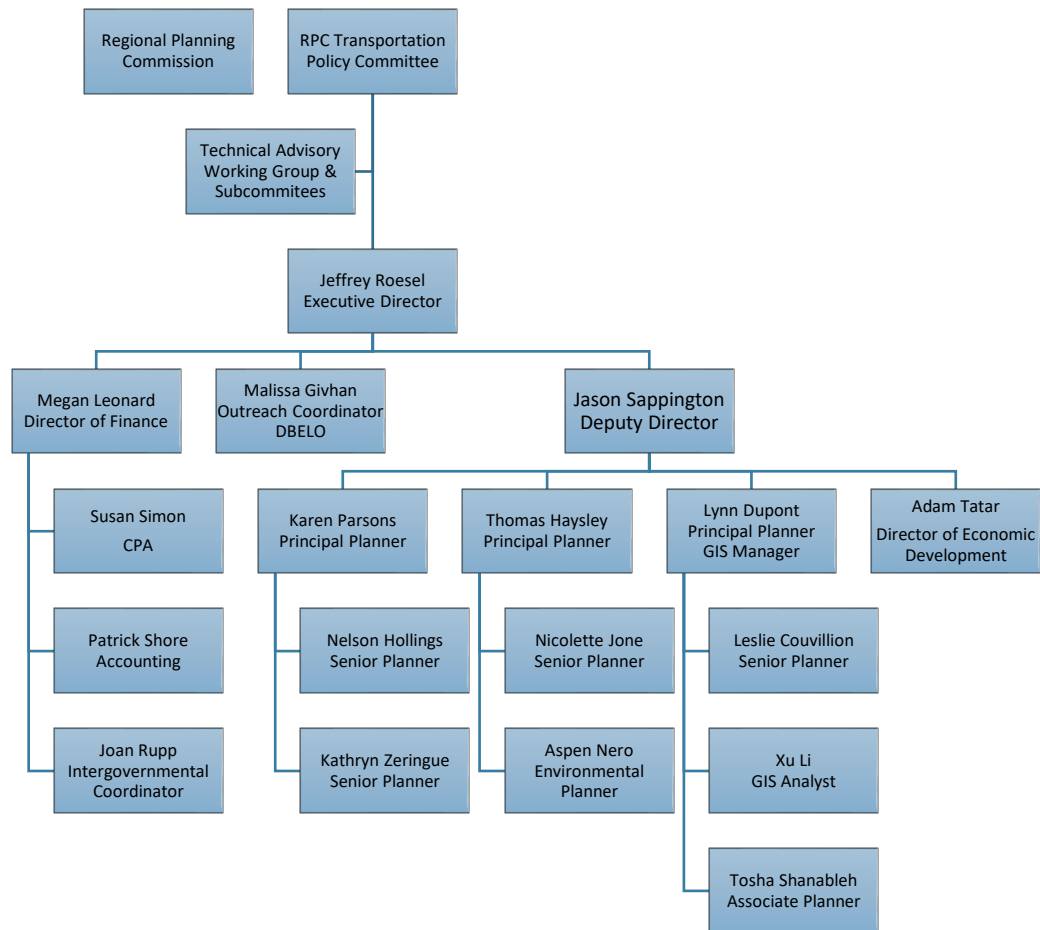 Regional Planning
Commission
RPC Transportation
Policy Committee
Technical Advisory
Working Group &
Subcommitees
Jeffrey Roesel
Executive Director
Megan Leonard
Director of Finance
Malissa Givhan
Outreach Coordinator
DBELO
Jason Sappington
Deputy Director
Susan Simon
CPA
Karen Parsons
Principal Planner
Thomas Haysley
Principal Planner
Lynn Dupont
Principal Planner
GIS Manager
Adam Tatar
Director of Economic
Development
Patrick Shore
Accounting
Nelson Hollings
Senior Planner
Nicolette Jone
Senior Planner
Leslie Couvillion
Senior Planner
Joan Rupp
Intergovernmental
Coordinator
Kathryn Zeringue
Senior Planner
Aspen Nero
Environmental
Planner
Xu Li
GIS Analyst
Tosha Shanableh
Associate Planner